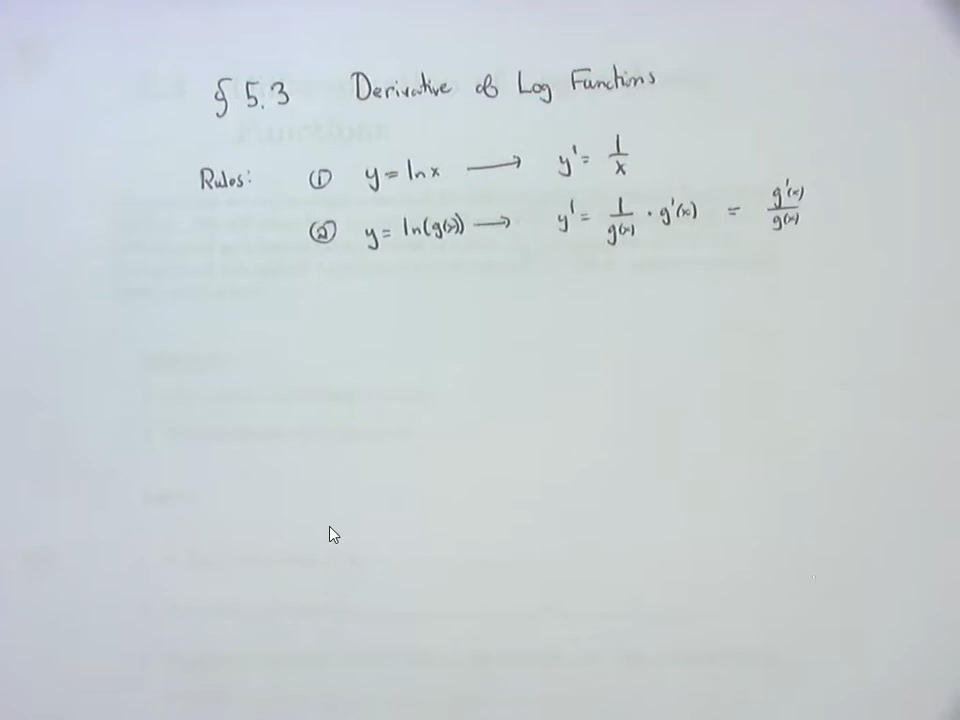 § 5.3 Derivative of Log Functions
Rules: ① y = ln x ⟶ y' = 1/x
② y = ln(g(x)) ⟶ y' = 1/g(x) · g'(x) = g'(x)/g(x)